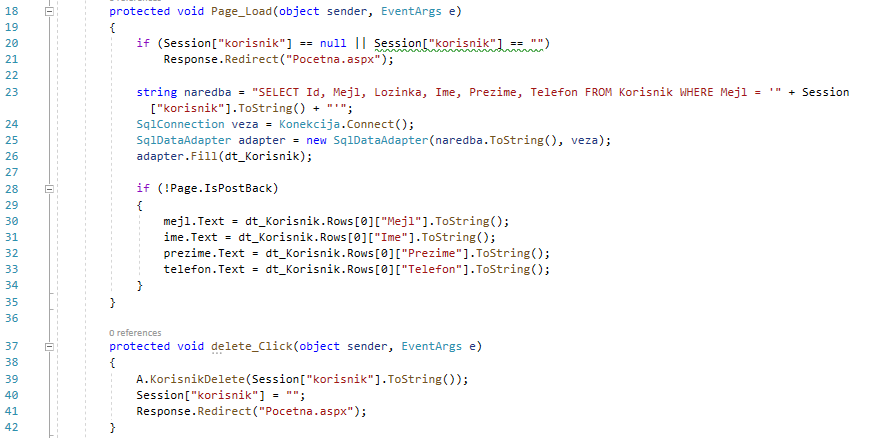 18 protected void Page_Load(object sender, EventArgs e)
19 {
20 if (Session["korisnik"] == null || Session["korisnik"] == "")
21 Response.Redirect("Pocetna.aspx");
22
23 string naredba = "SELECT Id, Mejl, Lozinka, Ime, Prezime, Telefon FROM Korisnik WHERE Mejl = '" + Session
["korisnik"].ToString() + "'";
24 SqlConnection veza = Konekcija.Connect();
25 SqlDataAdapter adapter = new SqlDataAdapter(naredba.ToString(), veza);
26 adapter.Fill(dt_Korisnik);
27
28 if (!Page.IsPostBack)
29 {
30 mejl.Text = dt_Korisnik.Rows[0]["Mejl"].ToString();
31 ime.Text = dt_Korisnik.Rows[0]["Ime"].ToString();
32 prezime.Text = dt_Korisnik.Rows[0]["Prezime"].ToString();
33 telefon.Text = dt_Korisnik.Rows[0]["Telefon"].ToString();
34 }
35 }
36
0 references
37 protected void delete_Click(object sender, EventArgs e)
38 {
39 A.KorisnikDelete(Session["korisnik"].ToString());
40 Session["korisnik"] = "";
41 Response.Redirect("Pocetna.aspx");
42 }